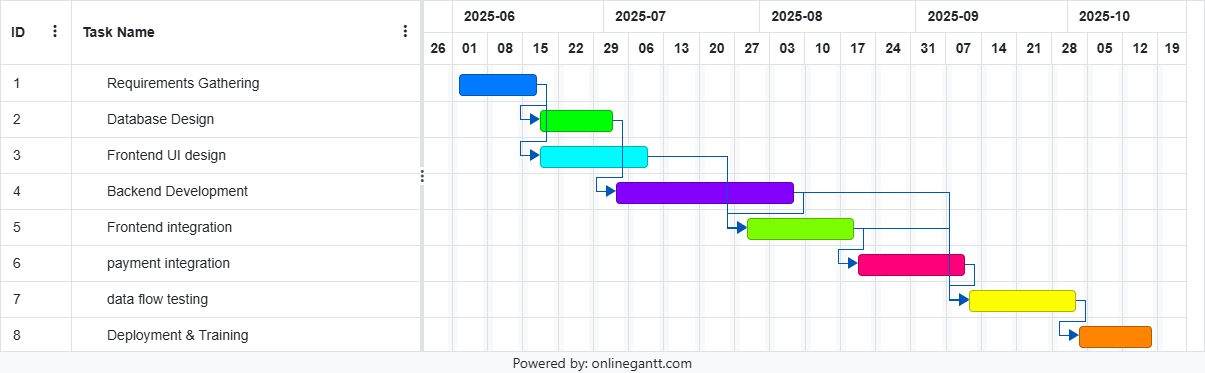 ID Task Name 2025-06 2025-07 2025-08 2025-09 2025-10
26 01 08 15 22 29 06 13 20 27 03 10 17 24 31 07 14 21 28 05 12 19
1 Requirements Gathering
2 Database Design
3 Frontend UI design
4 Backend Development
5 Frontend integration
6 payment integration
7 data flow testing
8 Deployment & Training
Powered by: onlinegantt.com